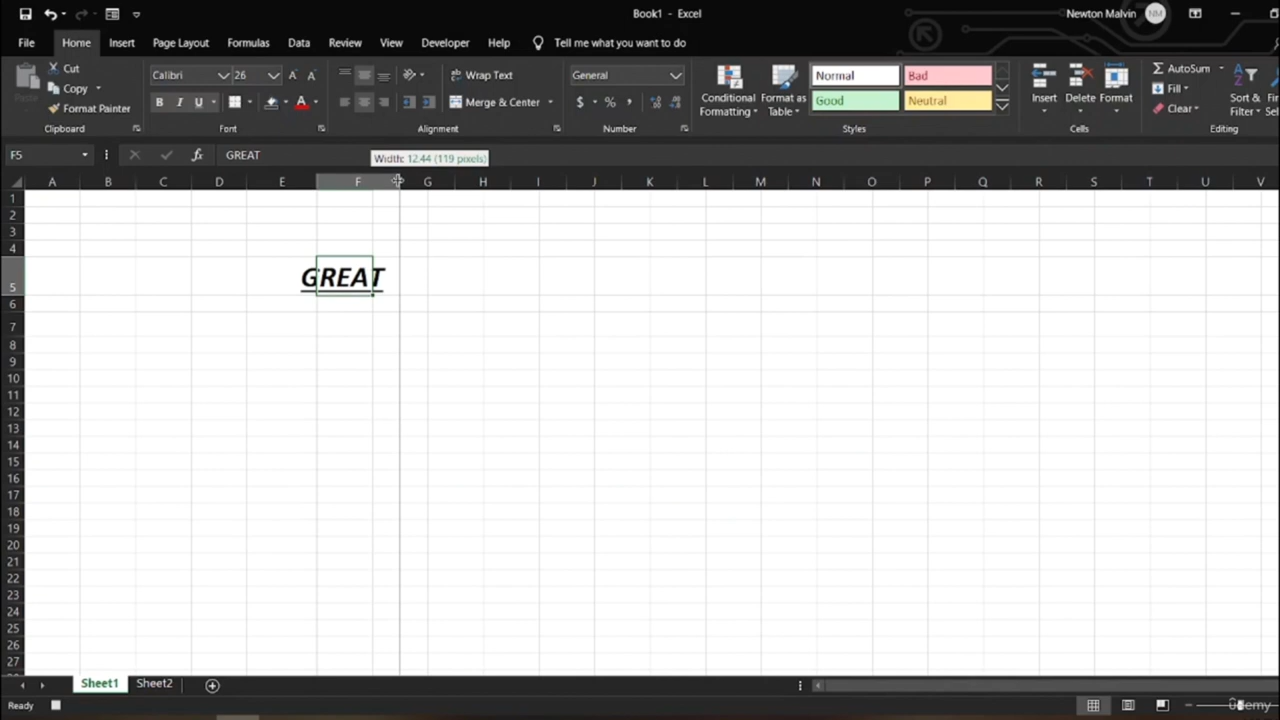 Book1 - Excel
Newton Malvin NM
File Home Insert Page Layout Formulas Data Review View Developer Help Tell me what you want to do
Cut Calibri 26 Wrap Text General Normal Bad AutoSum
Copy Insert Delete Format Fill
Paste Format Painter B I U Merge & Center $ % , Conditional Formatting Format as Table Good Neutral Clear Sort & Filter
Clipboard Font Alignment Number Styles Cells Editing
F5 fx GREAT Width: 12.44 (119 pixels)
A B C D E F G H I J K L M N O P Q R S T U V
1
2
3
4
5 GREAT
6
7
8
9
10
11
12
13
14
15
16
17
18
19
20
21
22
23
24
25
26
27
Sheet1 Sheet2
Ready
ûdemy